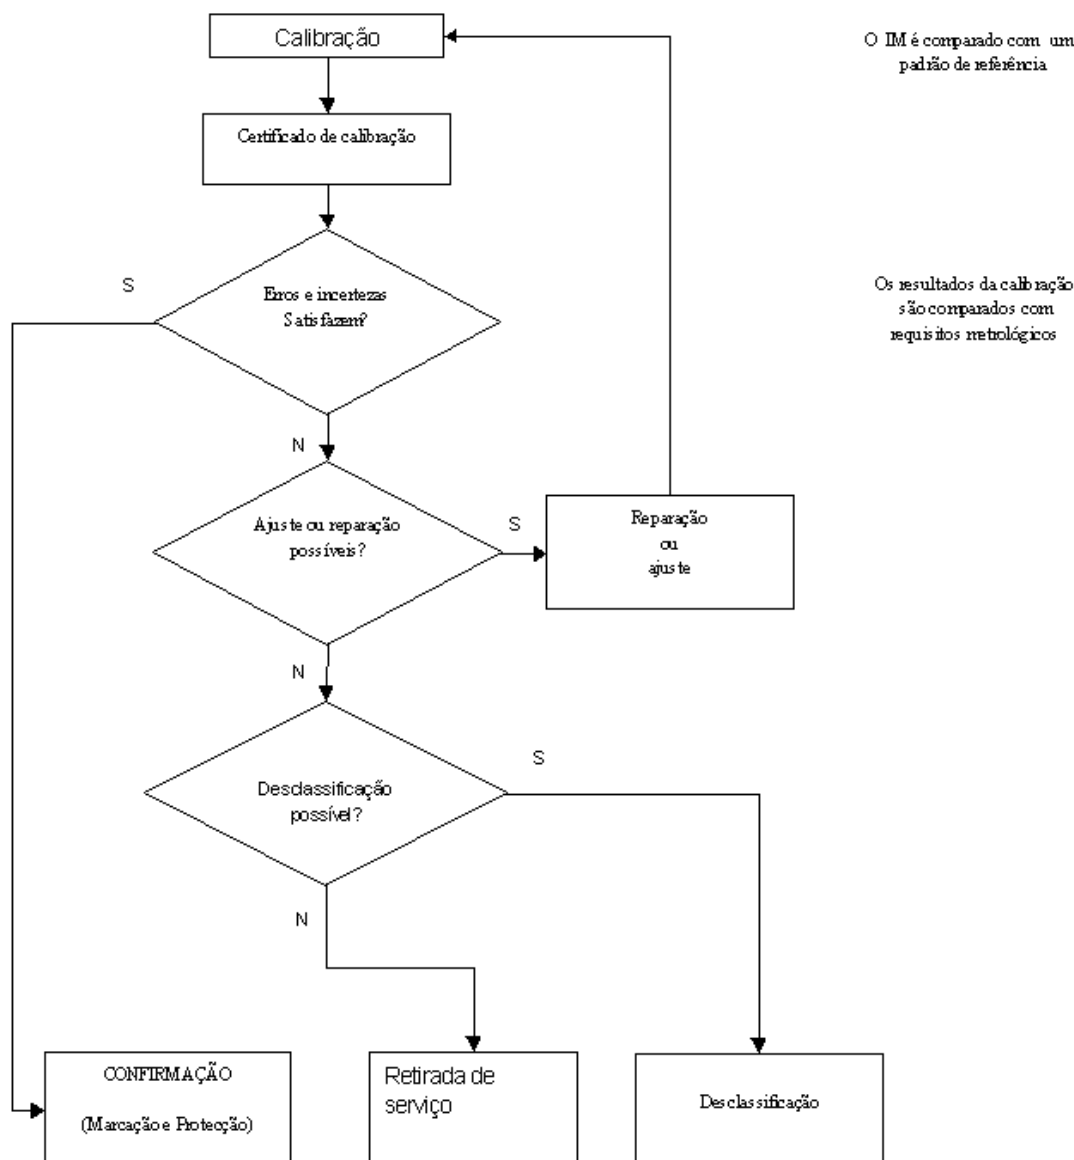 Calibração
O IM é comparado com um
padrão de referência
Certificado de calibração
S
Erros e incertezas
Satisfazem?
Os resultados da calibração
são comparados com
requisitos metrológicos
N
Ajuste ou reparação
possíveis?
S
Reparação
ou
ajuste
N
S
Desclassificação
possível?
N
CONFIRMAÇÃO
(Marcação e Protecção)
Retirada de
serviço
Desclassificação